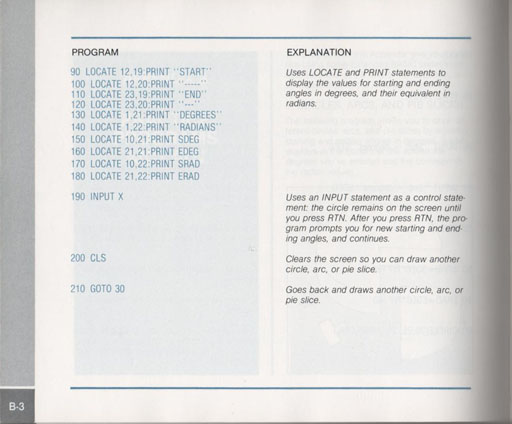 PROGRAM
EXPLANATION
90 LOCATE 12,19:PRINT ''START''
100 LOCATE 12,20:PRINT ''-----''
110 LOCATE 23,19:PRINT ''END''
120 LOCATE 23,20:PRINT ''---''
130 LOCATE 1,21:PRINT ''DEGREES''
140 LOCATE 1,22:PRINT ''RADIANS''
150 LOCATE 10,21:PRINT SDEG
160 LOCATE 21,21:PRINT EDEG
170 LOCATE 10,22:PRINT SRAD
180 LOCATE 21,22:PRINT ERAD
Uses LOCATE and PRINT statements to
display the values for starting and ending
angles in degrees, and their equivalent in
radians.
190 INPUT X
Uses an INPUT statement as a control state-
ment: the circle remains on the screen until
you press RTN. After you press RTN, the pro-
gram prompts you for new starting and end-
ing angles, and continues.
200 CLS
Clears the screen so you can draw another
circle, arc, or pie slice.
210 GOTO 30
Goes back and draws another circle, arc, or
pie slice.
B-3